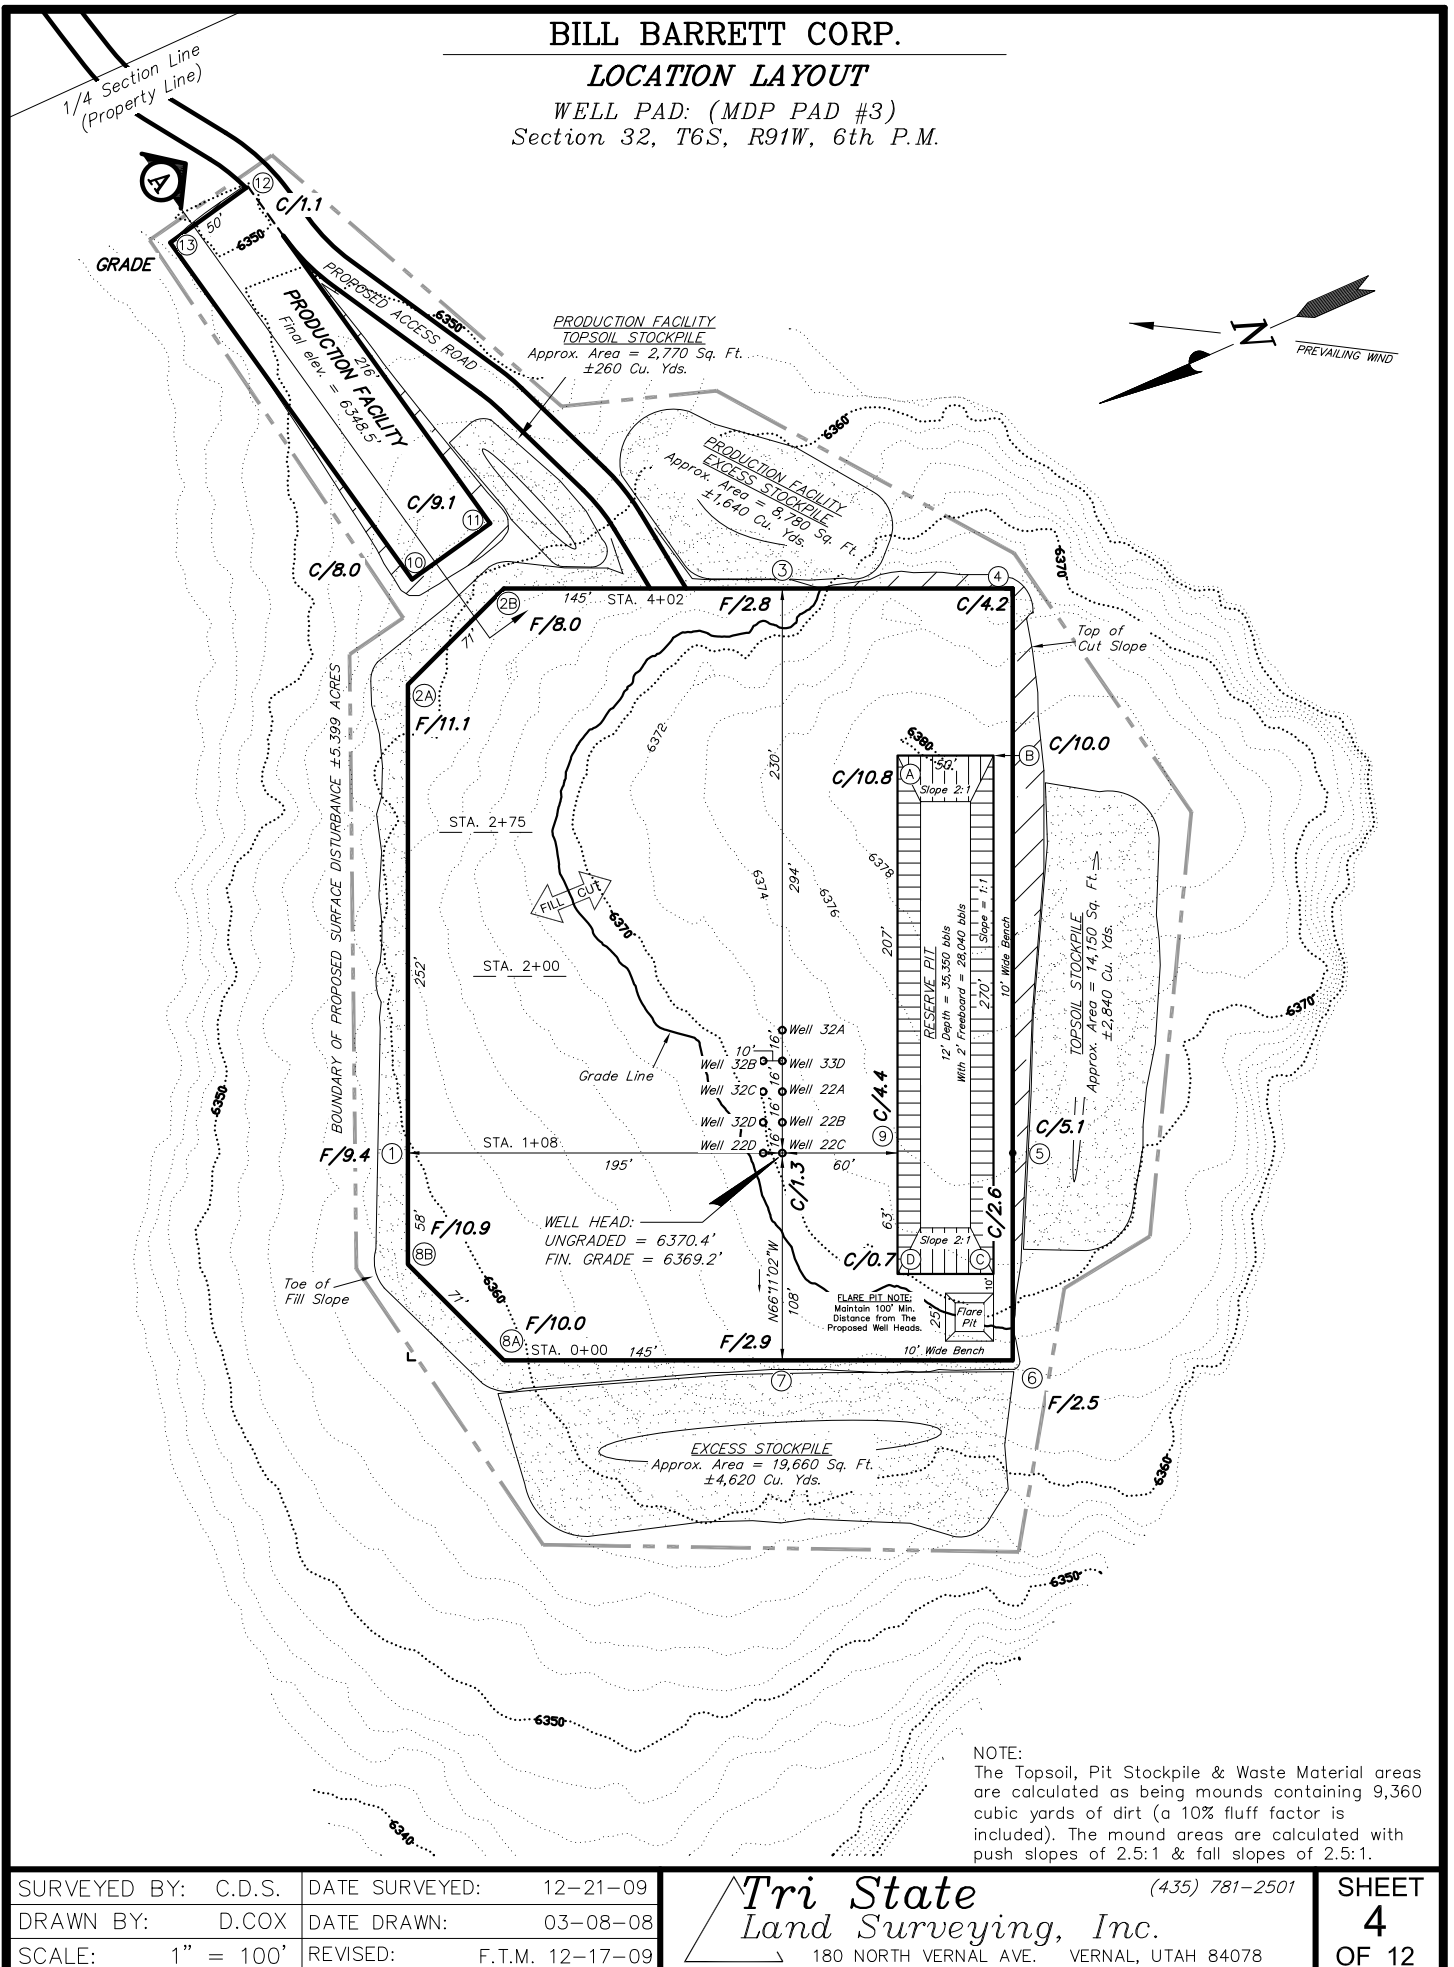 BILL BARRETT CORP.
LOCATION LAYOUT
WELL PAD: (MDP PAD #3)
Section 32, T6S, R91W, 6th P.M.
1/4 Section Line
(Property Line)
A
12
C/1.1
50'
6350
13
GRADE
PROPOSED ACCESS ROAD
6350
PRODUCTION FACILITY
Final elev. = 6348.5'
216'
PRODUCTION FACILITY
TOPSOIL STOCKPILE
Approx. Area = 2,770 Sq. Ft.
±260 Cu. Yds.
N
PREVAILING WIND
6360
PRODUCTION FACILITY
EXCESS STOCKPILE
Approx. Area = 8,780 Sq. Ft.
±1,640 Cu. Yds.
C/9.1
11
10
C/8.0
6370
3
4
2B
145'
STA. 4+02
F/2.8
C/4.2
F/8.0
71'
Top of
Cut Slope
2A
F/11.1
6372
230'
6380
50'
B
C/10.0
C/10.8
A
Slope 2:1
STA. 2+75
BOUNDARY OF PROPOSED SURFACE DISTURBANCE ±5.399 ACRES
FILL
CUT
6370
6374
294'
6376
6378
207'
RESERVE PIT
12' Depth = 35,350 bbls
With 2' Freeboard = 28,040 bbls
270'
Slope = 1:1
10' Wide Bench
TOPSOIL STOCKPILE
Approx. Area = 14,150 Sq. Ft.
±2,840 Cu. Yds.
252'
STA. 2+00
6370
Grade Line
Well 32A
16'
10'
Well 32B
Well 33D
16'
Well 32C
Well 22A
16'
Well 32D
Well 22B
16'
Well 22D
Well 22C
C/4.4
9
6350
F/9.4
1
STA. 1+08
195'
60'
C/5.1
5
C/1.3
58'
F/10.9
WELL HEAD:
UNGRADED = 6370.4'
FIN. GRADE = 6369.2'
N66°11'02"W
108'
63'
C/2.6
8B
C/0.7
D
Slope 2:1
C
10'
Toe of
Fill Slope
71'
6360
FLARE PIT NOTE:
Maintain 100' Min.
Distance from The
Proposed Well Heads.
25'
Flare
Pit
F/10.0
8A
STA. 0+00
145'
F/2.9
10' Wide Bench
7
6
F/2.5
EXCESS STOCKPILE
Approx. Area = 19,660 Sq. Ft.
±4,620 Cu. Yds.
6360
6350
6350
6340
NOTE:
The Topsoil, Pit Stockpile & Waste Material areas
are calculated as being mounds containing 9,360
cubic yards of dirt (a 10% fluff factor is
included). The mound areas are calculated with
push slopes of 2.5:1 & fall slopes of 2.5:1.
SURVEYED BY: C.D.S.
DATE SURVEYED: 12-21-09
DRAWN BY: D.COX
DATE DRAWN: 03-08-08
SCALE: 1" = 100'
REVISED: F.T.M. 12-17-09
Tri State
(435) 781-2501
Land Surveying, Inc.
180 NORTH VERNAL AVE. VERNAL, UTAH 84078
SHEET
4
OF 12